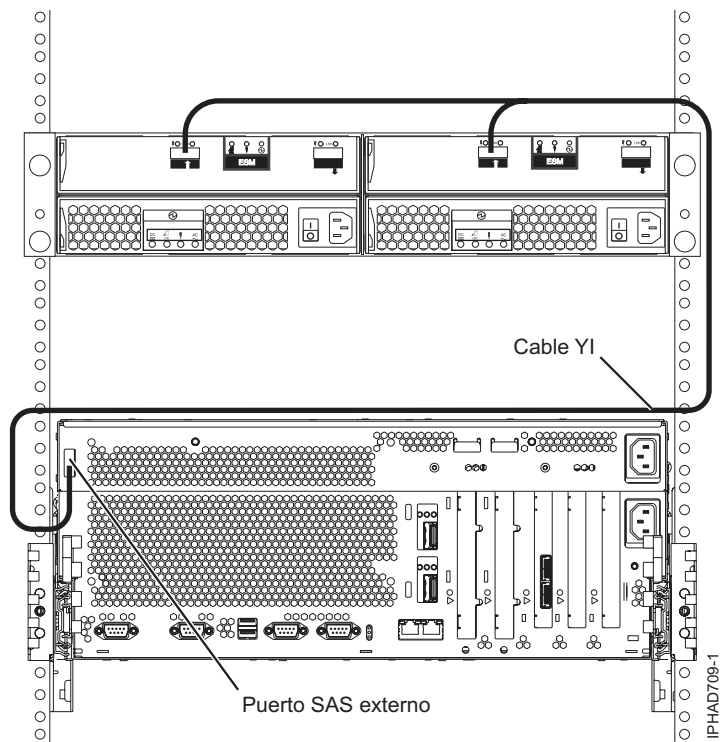 ESM
ESM
Cable YI
Puerto SAS externo
IPHAD709-1